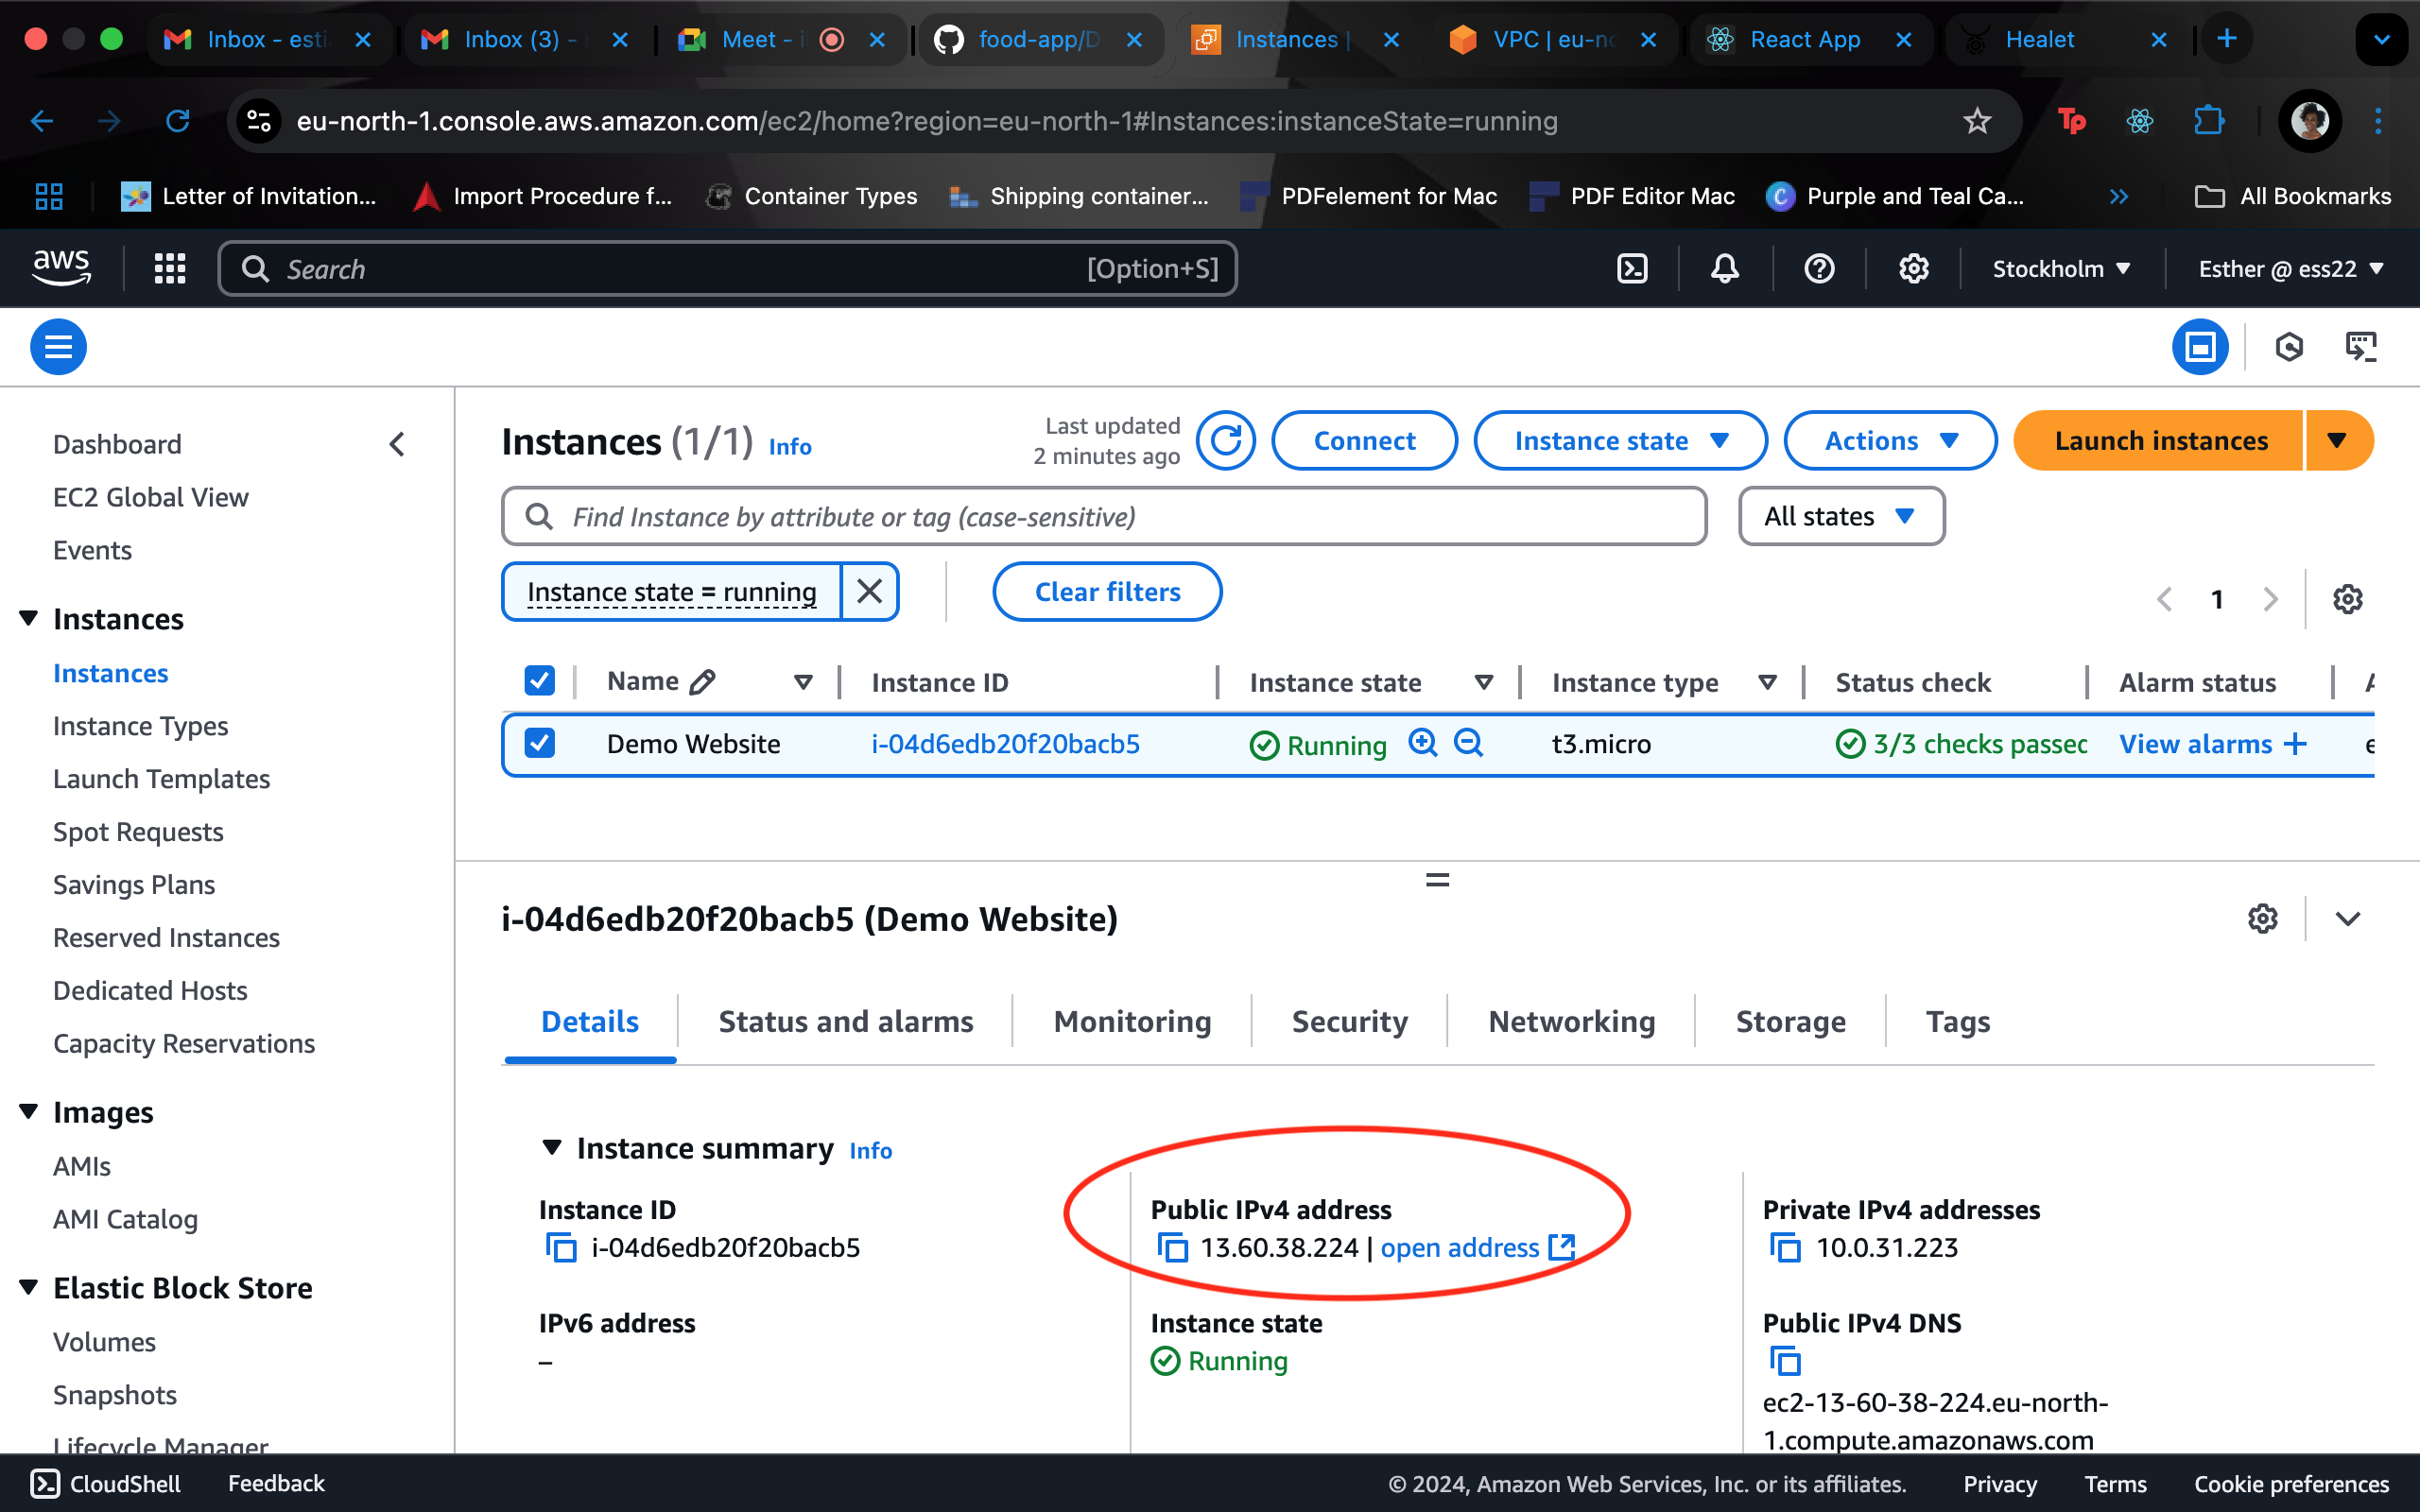 Inbox - esti
Inbox (3) -
Meet - i
food-app/D
Instances |
VPC | eu-no
React App
Healet
eu-north-1.console.aws.amazon.com/ec2/home?region=eu-north-1#Instances:instanceState=running
Tp
Letter of Invitation...
Import Procedure f...
Container Types
Shipping container...
PDFelement for Mac
PDF Editor Mac
Purple and Teal Ca...
All Bookmarks
aws
Search
[Option+S]
Stockholm
Esther @ ess22
Dashboard
EC2 Global View
Events
Instances
Instances
Instance Types
Launch Templates
Spot Requests
Savings Plans
Reserved Instances
Dedicated Hosts
Capacity Reservations
Images
AMIs
AMI Catalog
Elastic Block Store
Volumes
Snapshots
Lifecycle Manager
Instances (1/1) Info
Last updated
2 minutes ago
Connect
Instance state
Actions
Launch instances
Find Instance by attribute or tag (case-sensitive)
All states
Instance state = running
Clear filters
1
Name
Instance ID
Instance state
Instance type
Status check
Alarm status
Demo Website
i-04d6edb20f20bacb5
Running
t3.micro
3/3 checks passec
View alarms +
i-04d6edb20f20bacb5 (Demo Website)
Details
Status and alarms
Monitoring
Security
Networking
Storage
Tags
Instance summary Info
Instance ID
i-04d6edb20f20bacb5
Public IPv4 address
13.60.38.224 | open address
Private IPv4 addresses
10.0.31.223
IPv6 address
–
Instance state
Running
Public IPv4 DNS
ec2-13-60-38-224.eu-north-
1.compute.amazonaws.com
CloudShell
Feedback
© 2024, Amazon Web Services, Inc. or its affiliates.
Privacy
Terms
Cookie preferences